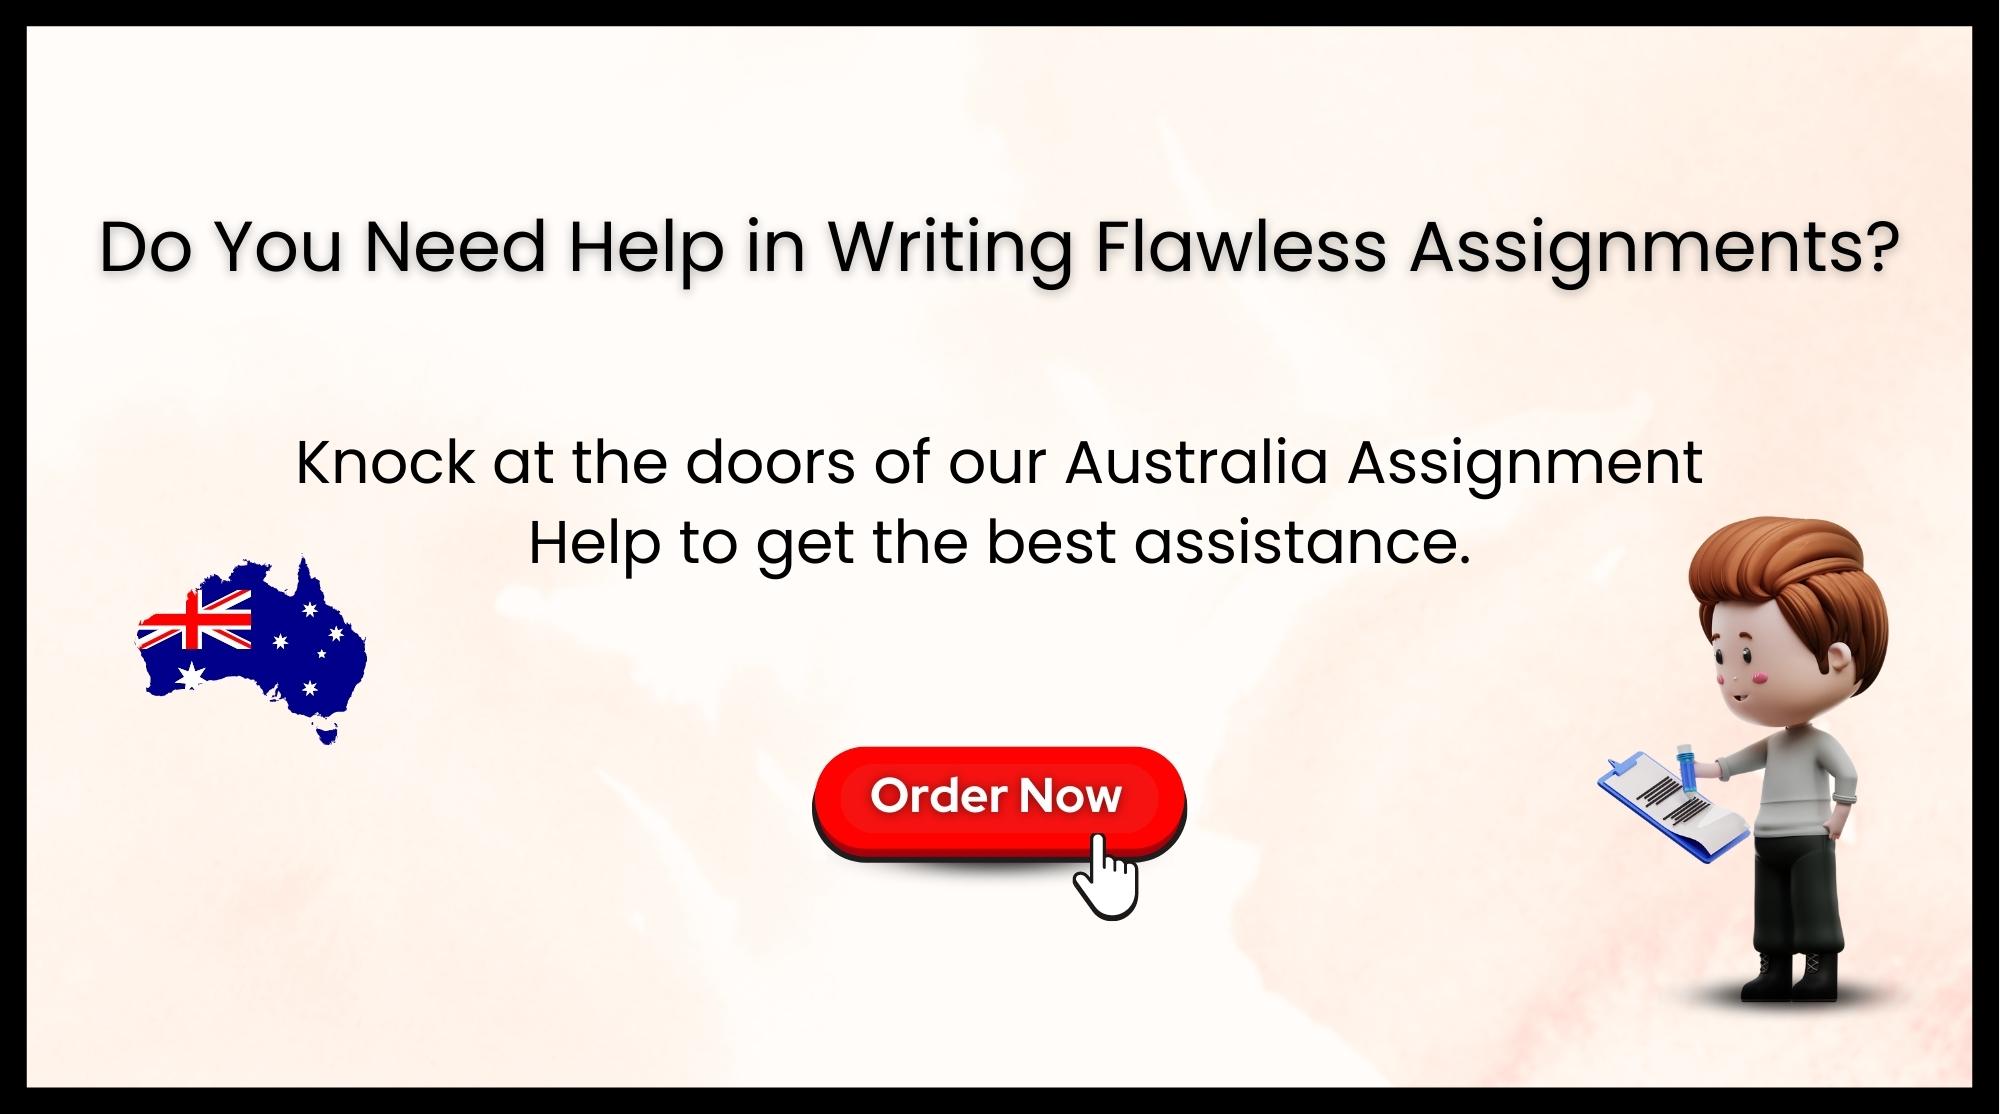 Do You Need Help in Writing Flawless Assignments?
Knock at the doors of our Australia Assignment
Help to get the best assistance.
Order Now